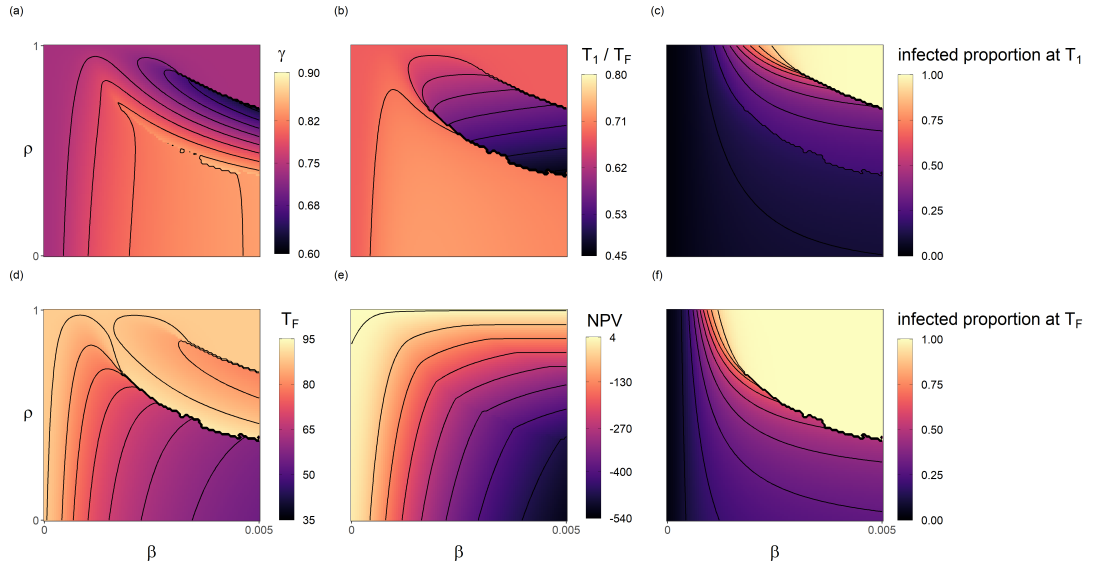 (a)
(b)
(c)
1
ρ
0
γ
0.90
0.82
0.75
0.68
0.60
T1 / TF
0.80
0.71
0.62
0.53
0.45
infected proportion at T1
1.00
0.75
0.50
0.25
0.00
(d)
(e)
(f)
1
ρ
0
0
0.005
β
TF
95
80
65
50
35
NPV
4
-130
-270
-400
-540
0
0.005
β
infected proportion at TF
1.00
0.75
0.50
0.25
0.00
0
0.005
β